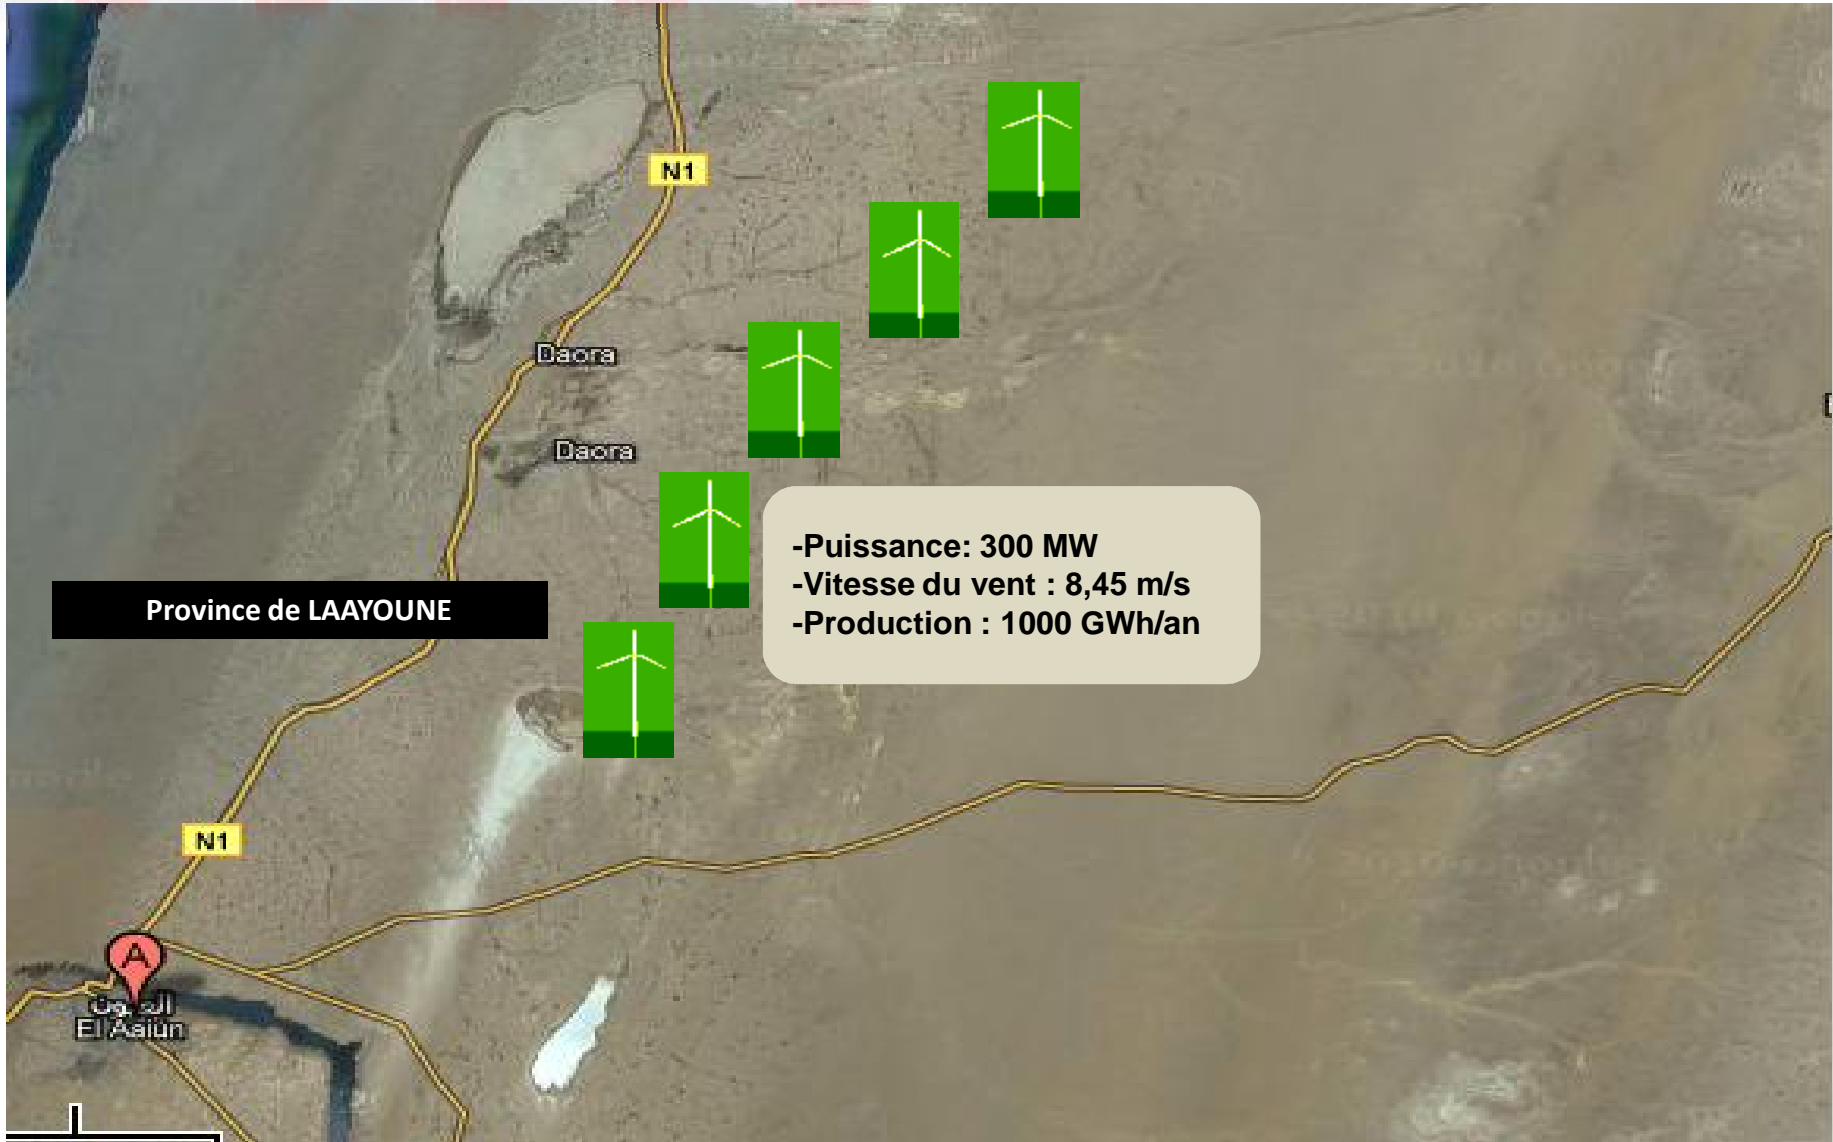 N1
Daora
Daora
-Puissance: 300 MW
-Vitesse du vent : 8,45 m/s
-Production : 1000 GWh/an
Province de LAAYOUNE
N1
A
El Aaiún